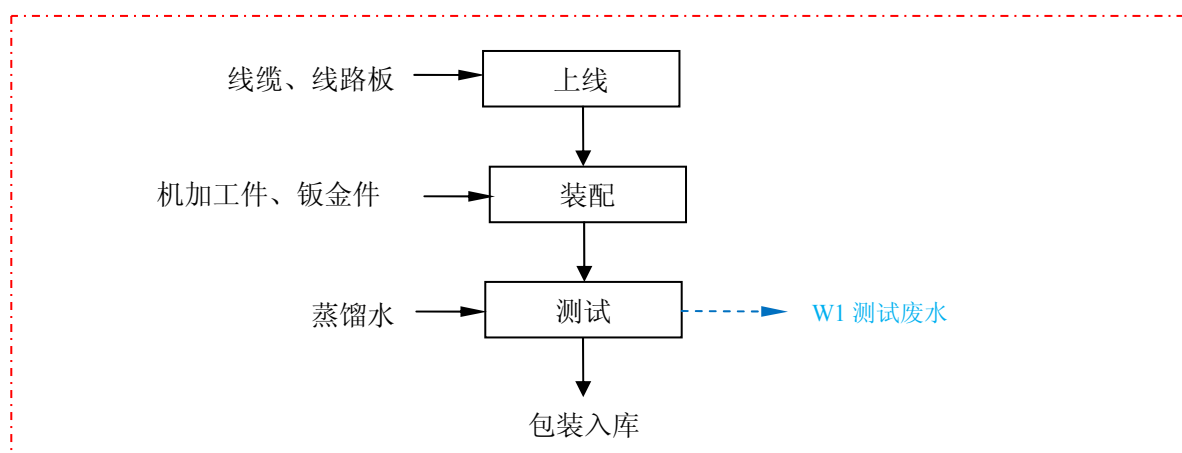 线缆、线路板
上线
机加工件、钣金件
装配
蒸馏水
测试
W1 测试废水
包装入库